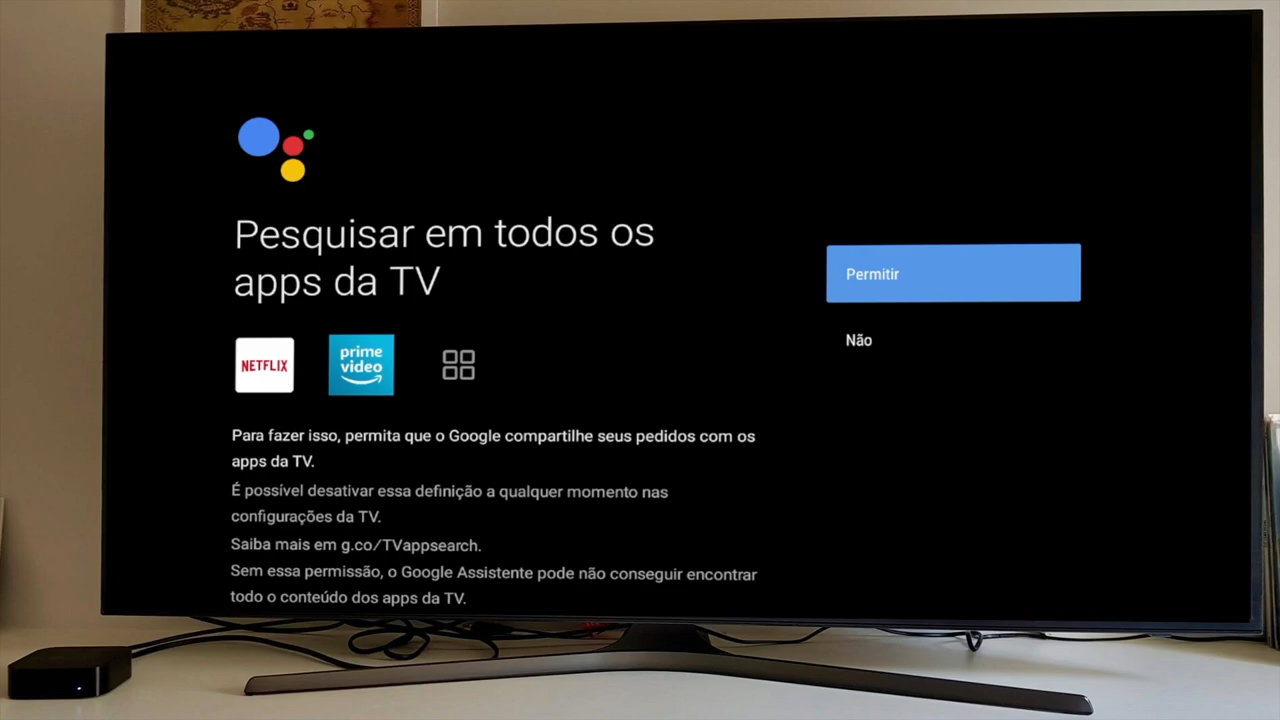 Pesquisar em todos os
apps da TV
NETFLIX
prime
video
Para fazer isso, permita que o Google compartilhe seus pedidos com os
apps da TV.
É possível desativar essa definição a qualquer momento nas
configurações da TV.
Saiba mais em g.co/TVappsearch.
Sem essa permissão, o Google Assistente pode não conseguir encontrar
todo o conteúdo dos apps da TV.
Permitir
Não